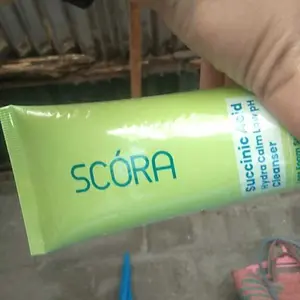 SCÓRA
Succinic Acid
Hydra Calm Low pH
Cleanser